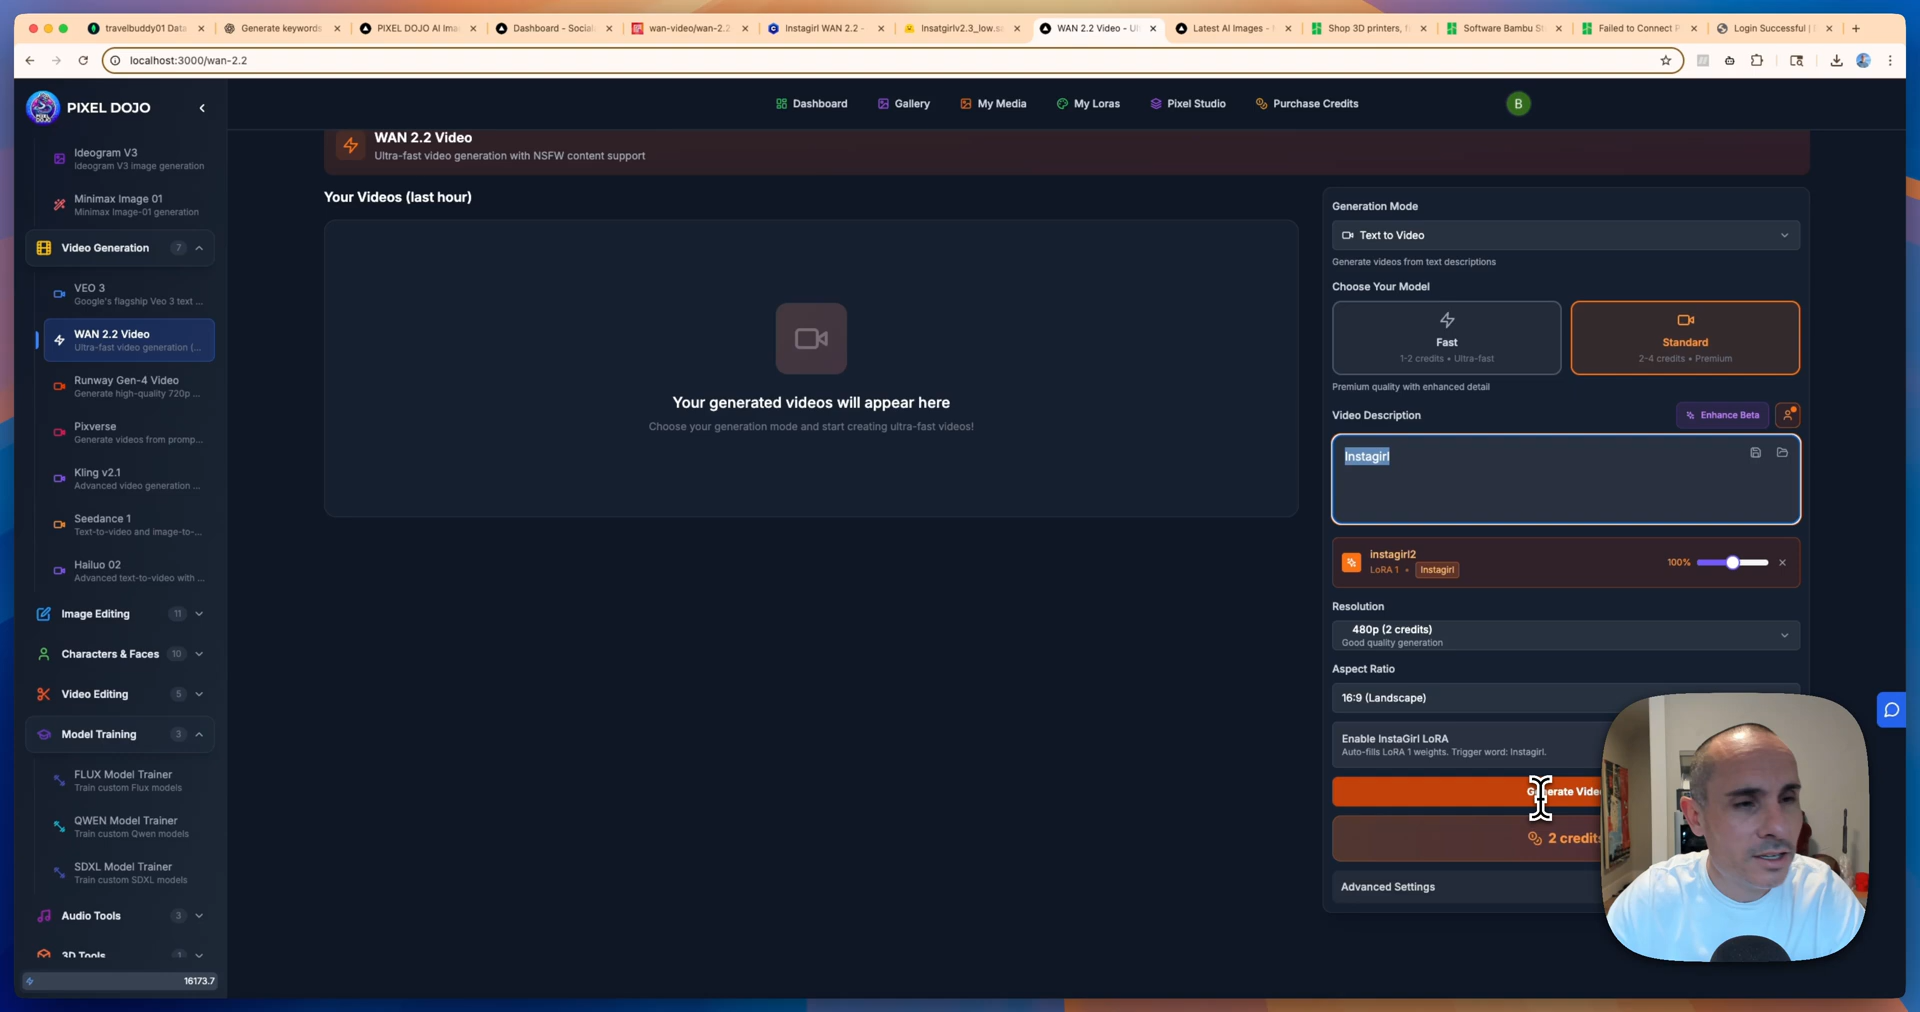 travelbuddy01 Data
Generate keywords
PIXEL DOJO AI Ima
Dashboard - Social
wan-video/wan-2.2
Instagirl WAN 2.2 -
Insatgirlv2.3_low.sa
WAN 2.2 Video - Ul
Latest AI Images -
Shop 3D printers, f
Software Bambu St
Failed to Connect P
Login Successful |
localhost:3000/wan-2.2
PIXEL DOJO
Dashboard
Gallery
My Media
My Loras
Pixel Studio
Purchase Credits
B
Ideogram V3
Ideogram V3 image generation
Minimax Image 01
Minimax Image-01 generation
Video Generation 7
VEO 3
Google's flagship Veo 3 text ...
WAN 2.2 Video
Ultra-fast video generation (...
Runway Gen-4 Video
Generate high-quality 720p ...
Pixverse
Generate videos from promp...
Kling v2.1
Advanced video generation ...
Seedance 1
Text-to-video and image-to-...
Hailuo 02
Advanced text-to-video with ...
Image Editing 11
Characters & Faces 10
Video Editing 5
Model Training 3
FLUX Model Trainer
Train custom Flux models
QWEN Model Trainer
Train custom Qwen models
SDXL Model Trainer
Train custom SDXL models
Audio Tools 3
3D Tools 1
16173.7
WAN 2.2 Video
Ultra-fast video generation with NSFW content support
Your Videos (last hour)
Your generated videos will appear here
Choose your generation mode and start creating ultra-fast videos!
Generation Mode
Text to Video
Generate videos from text descriptions
Choose Your Model
Fast
1-2 credits • Ultra-fast
Standard
2-4 credits • Premium
Premium quality with enhanced detail
Video Description
Enhance Beta
Instagirl
instagirl2
LoRA 1 • Instagirl
100%
Resolution
480p (2 credits)
Good quality generation
Aspect Ratio
16:9 (Landscape)
Enable InstaGirl LoRA
Auto-fills LoRA 1 weights. Trigger word: Instagirl.
Generate Video
2 credits
Advanced Settings